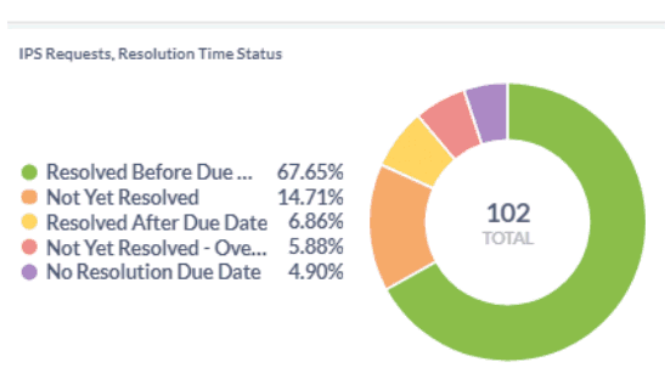 IPS Requests, Resolution Time Status
Resolved Before Due ... 67.65%
Not Yet Resolved 14.71%
Resolved After Due Date 6.86%
Not Yet Resolved - Ove... 5.88%
No Resolution Due Date 4.90%
102
TOTAL